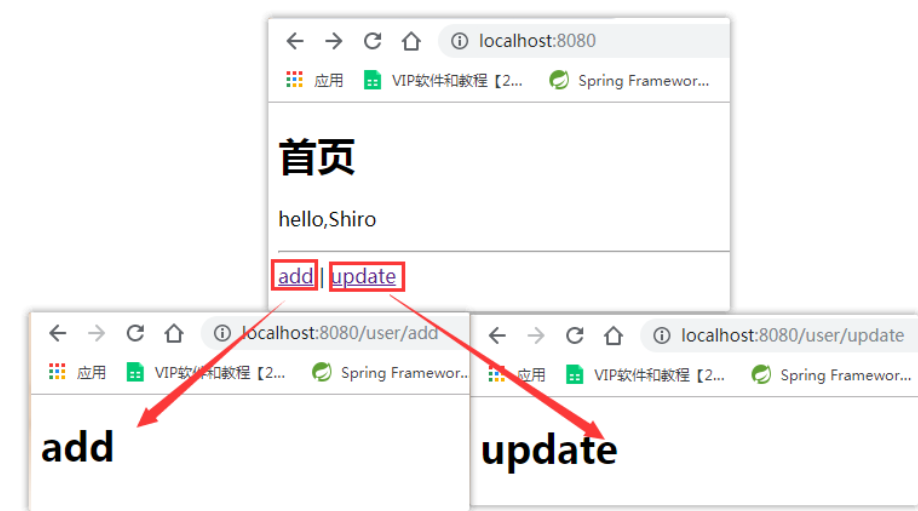 localhost:8080
应用 VIP软件和教程【2... Spring Framewor...
首页
hello,Shiro
add | update
localhost:8080/user/add
应用 VIP软件和教程【2... Spring Framewor...
add
localhost:8080/user/update
应用 VIP软件和教程【2... Spring Framewor...
update